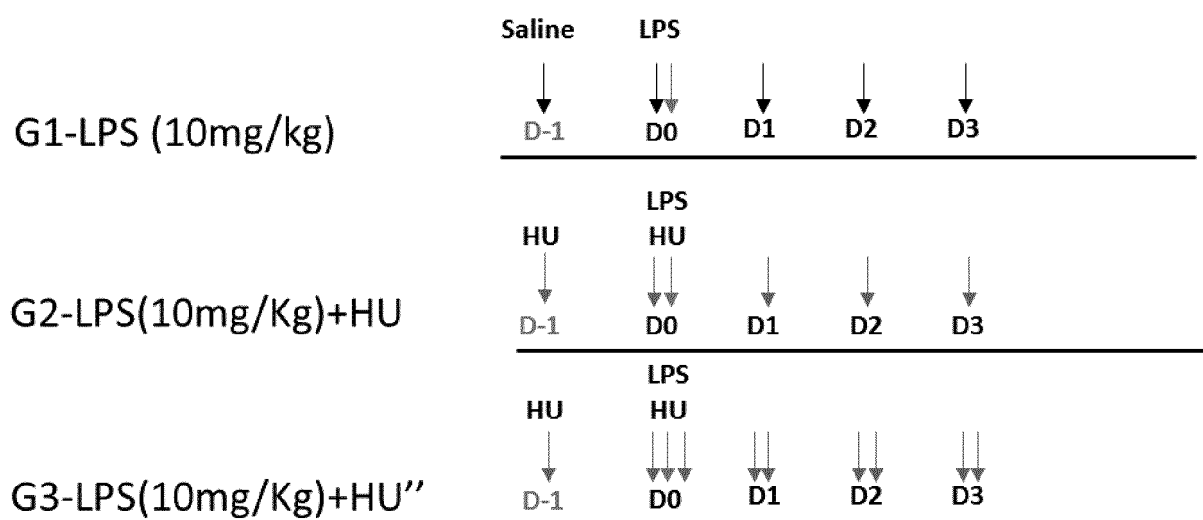 Saline LPS
G1-LPS (10mg/kg) D-1 D0 D1 D2 D3
LPS
HU HU
G2-LPS(10mg/Kg)+HU D-1 D0 D1 D2 D3
LPS
HU HU
G3-LPS(10mg/Kg)+HU’’ D-1 D0 D1 D2 D3